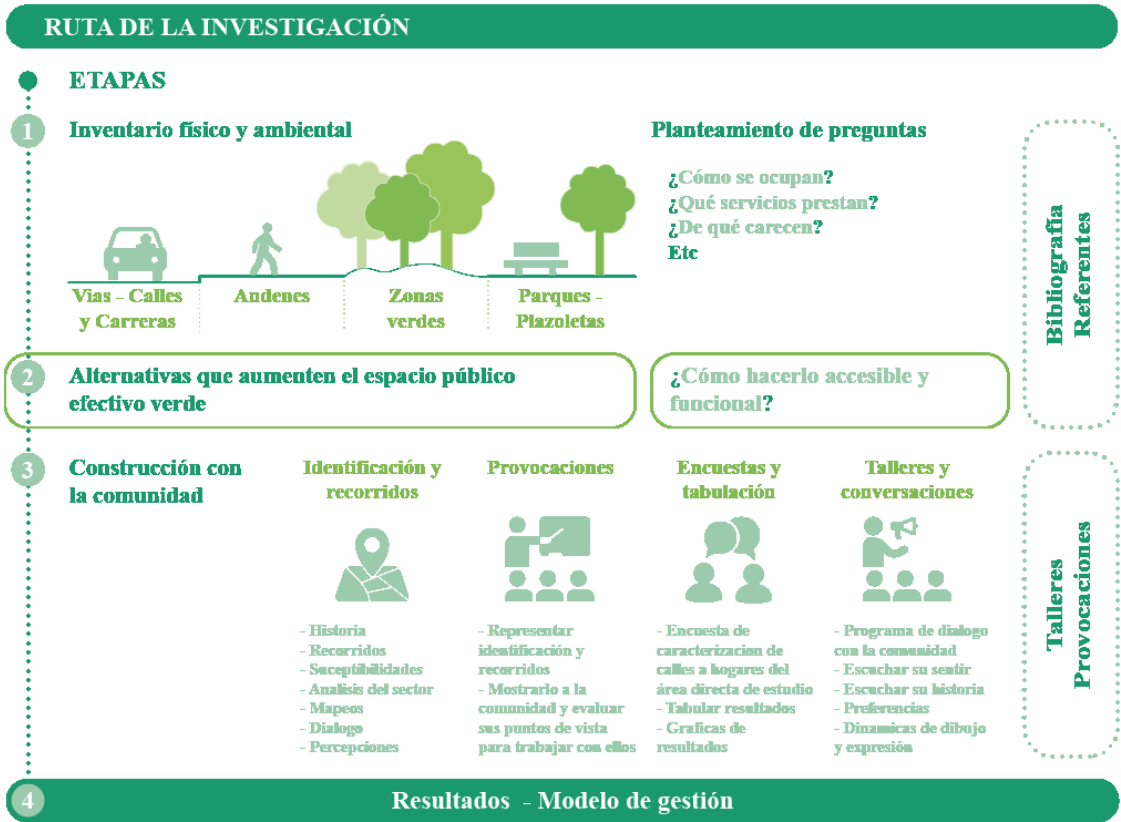 RUTA DE LA INVESTIGACIÓN
ETAPAS
1
Inventario físico y ambiental
Vias - Calles
y Carreras
Andenes
Zonas
verdes
Parques -
Plazoletas
Planteamiento de preguntas
¿Cómo se ocupan?
¿Qué servicios prestan?
¿De qué carecen?
Etc
Bibliografía
Referentes
2
Alternativas que aumenten el espacio público
efectivo verde
¿Cómo hacerlo accesible y
funcional?
3
Construcción con
la comunidad
Identificación y
recorridos
- Historia
- Recorridos
- Suceptibilidades
- Analisis del sector
- Mapeos
- Dialogo
- Percepciones
Provocaciones
- Representar
identificación y
recorridos
- Mostrarlo a la
comunidad y evaluar
sus puntos de vista
para trabajar con ellos
Encuestas y
tabulación
- Encuesta de
caracterizacion de
calles a hogares del
área directa de estudio
- Tabular resultados
- Graficas de
resultados
Talleres y
conversaciones
- Programa de dialogo
con la comunidad
- Escuchar su sentir
- Escuchar su historia
- Preferencias
- Dinamicas de dibujo
y expresión
Talleres
Provocaciones
4
Resultados - Modelo de gestión